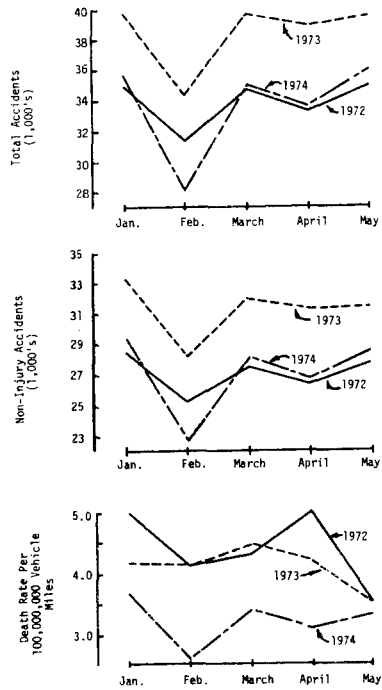 Total Accidents
(1,000's)
40
38
36
34
32
30
28
1973
1974
1972
Jan.
Feb.
March
April
May
Non-Injury Accidents
(1,000's)
35
33
31
29
27
25
23
1973
1974
1972
Jan.
Feb.
March
April
May
Death Rate Per
100,000,000 Vehicle
Miles
5.0
4.0
3.0
1972
1973
1974
Jan.
Feb.
March
April
May